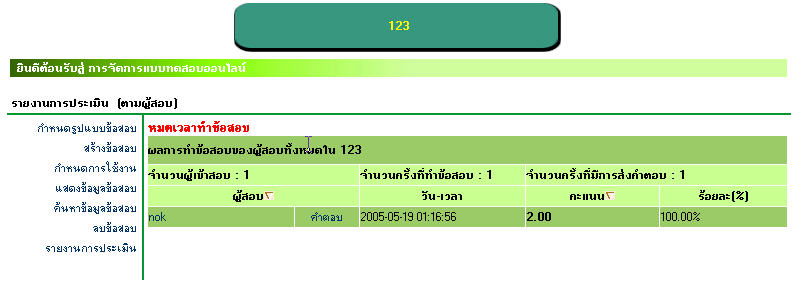 123
ยินดีต้อนรับสู่ การจัดการแบบทดสอบออนไลน์
รายงานการประเมิน (ตามผู้สอบ)
กำหนดรูปแบบข้อสอบ
สร้างข้อสอบ
กำหนดการใช้งาน
แสดงข้อมูลข้อสอบ
ค้นหาข้อมูลข้อสอบ
ลบข้อสอบ
รายงานการประเมิน
หมดเวลาทำข้อสอบ
ผลการทำข้อสอบของผู้สอบทั้งหมดใน 123
จำนวนผู้เข้าสอบ : 1 จำนวนครั้งที่ทำข้อสอบ : 1 จำนวนครั้งที่มีการส่งคำตอบ : 1
ผู้สอบ วัน-เวลา คะแนน ร้อยละ(%)
nok คำตอบ 2005-05-19 01:16:56 2.00 100.00%